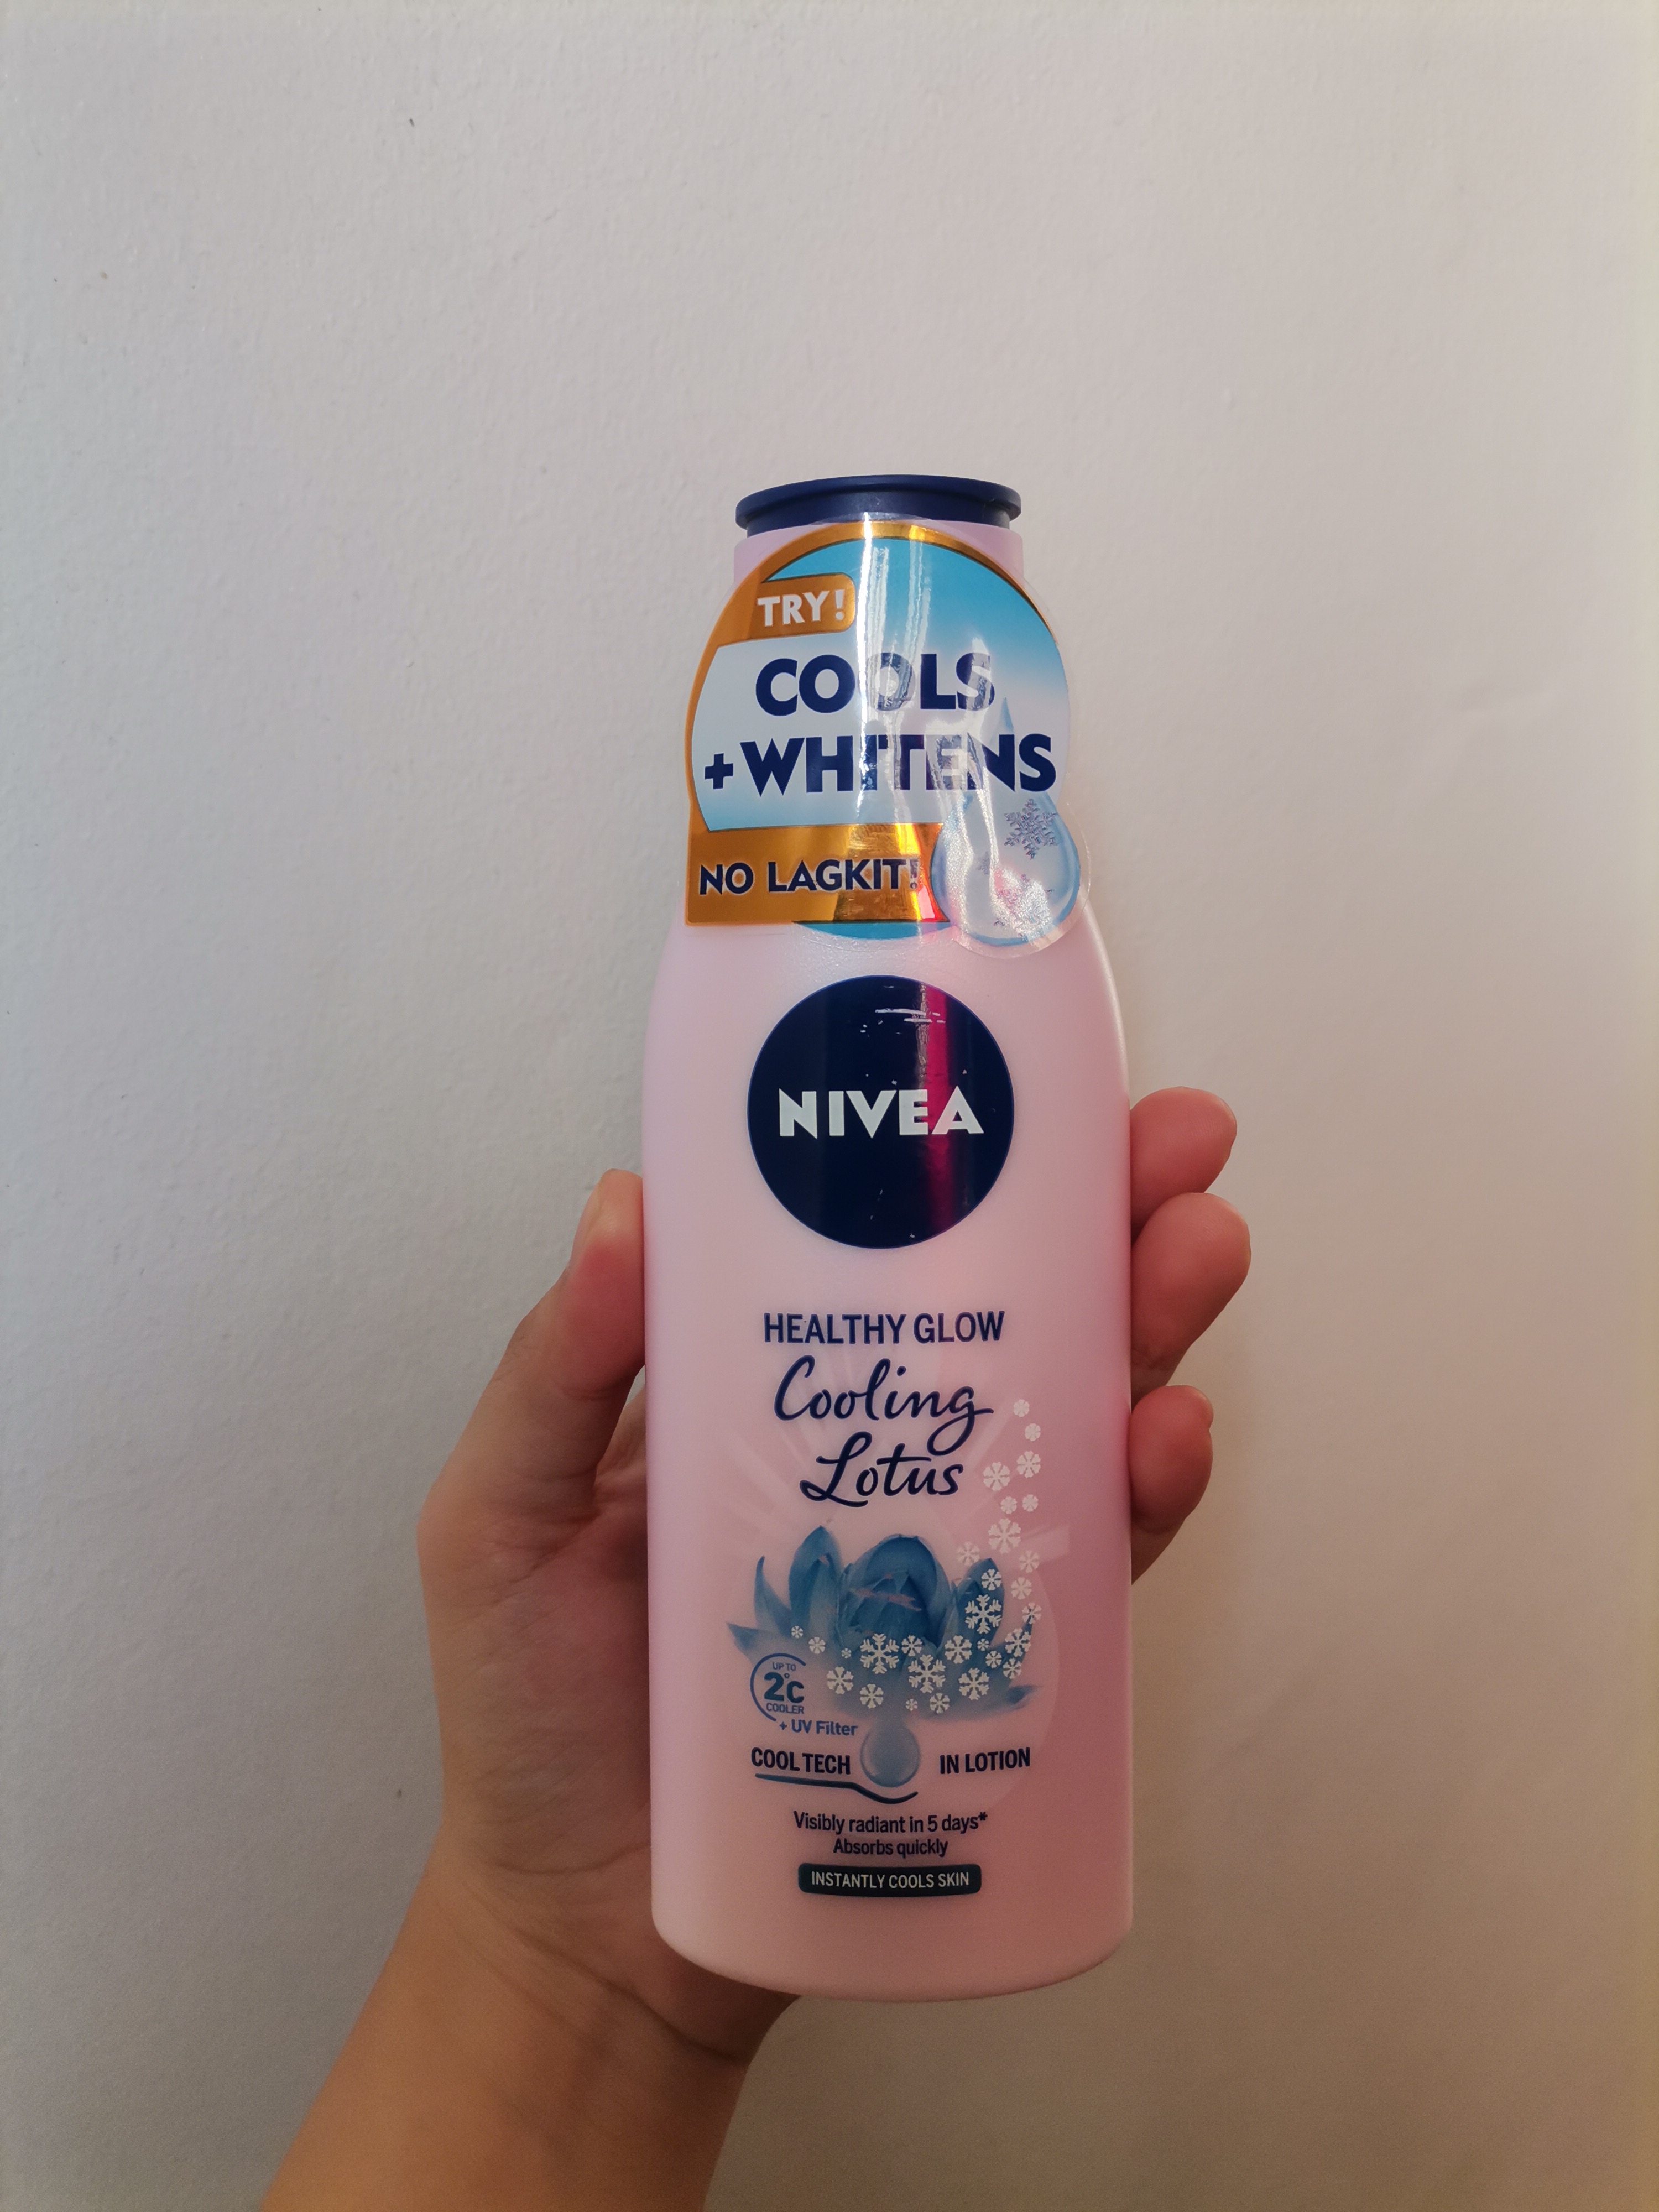 TRY!
COOLS
+WHITENS
NO LAGKIT!
NIVEA
HEALTHY GLOW
Cooling
Lotus
UP TO
2°C
COOLER
+ UV Filter
COOL TECH IN LOTION
Visibly radiant in 5 days*
Absorbs quickly
INSTANTLY COOLS SKIN